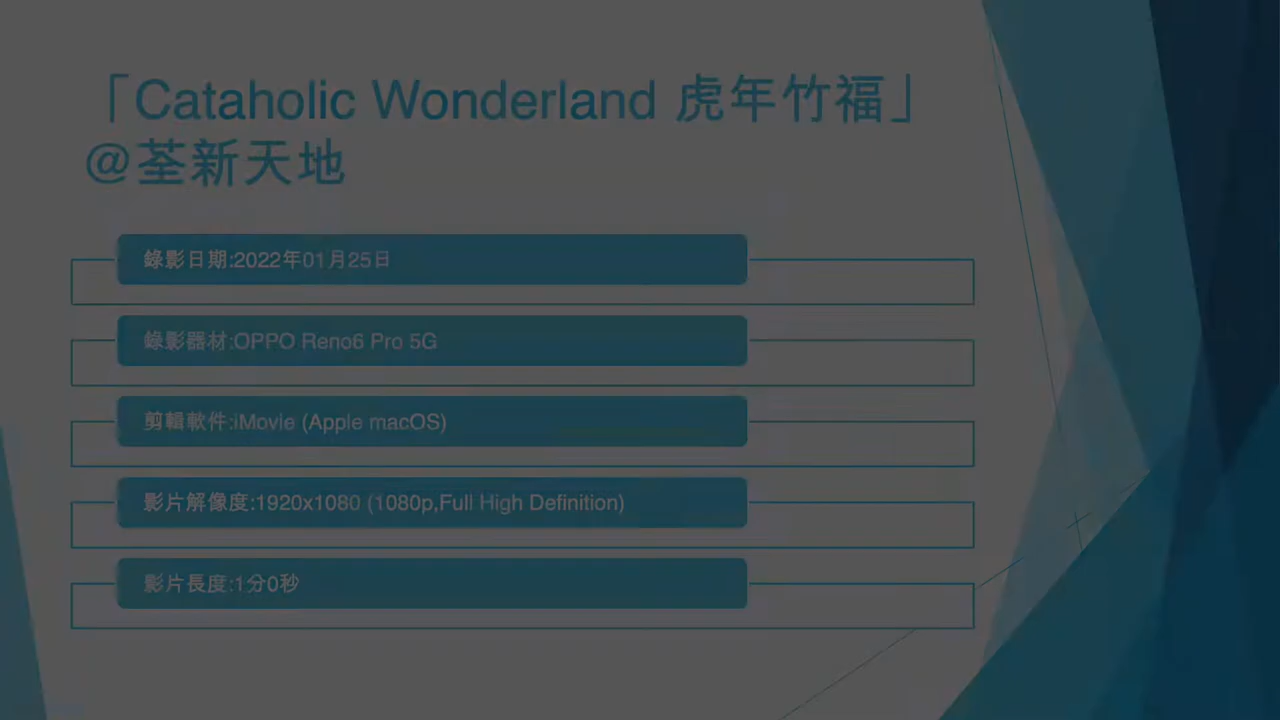 「Cataholic Wonderland 虎年竹福」
@荃新天地
錄影日期:2022年01月25日
錄影器材:OPPO Reno6 Pro 5G
剪輯軟件:iMovie (Apple macOS)
影片解像度:1920x1080 (1080p,Full High Definition)
影片長度:1分0秒